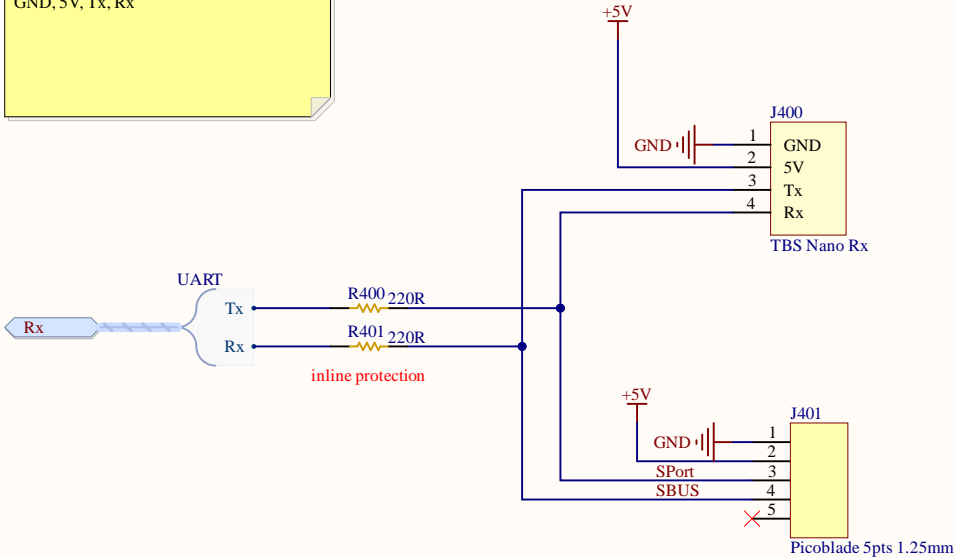 GND, 5V, Tx, Rx
+5V
J400
GND
1 GND
2 5V
3 Tx
4 Rx
TBS Nano Rx
UART
Tx
R400 220R
Rx
Rx
R401 220R
inline protection
+5V
J401
GND
1
2
SPort 3
SBUS 4
5
Picoblade 5pts 1.25mm